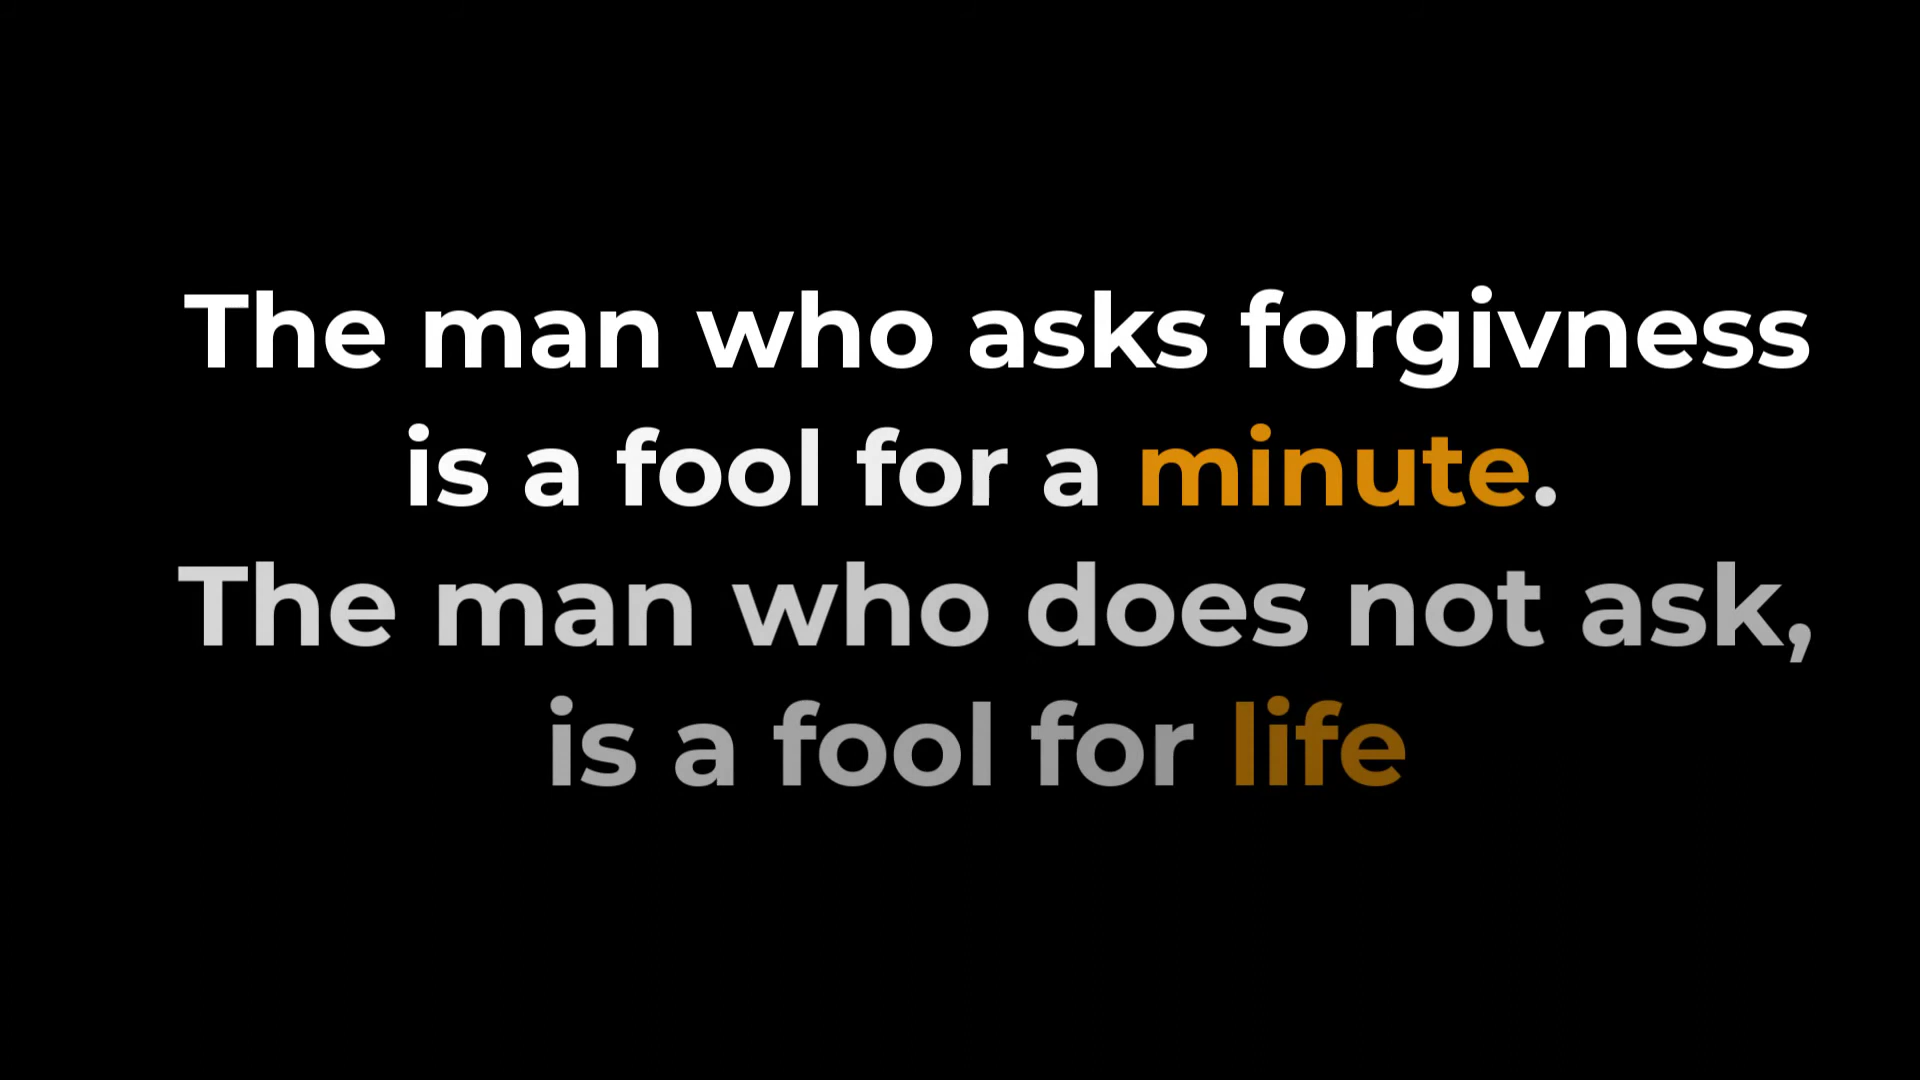 The man who asks forgivness
is a fool for a minute.
The man who does not ask,
is a fool for life